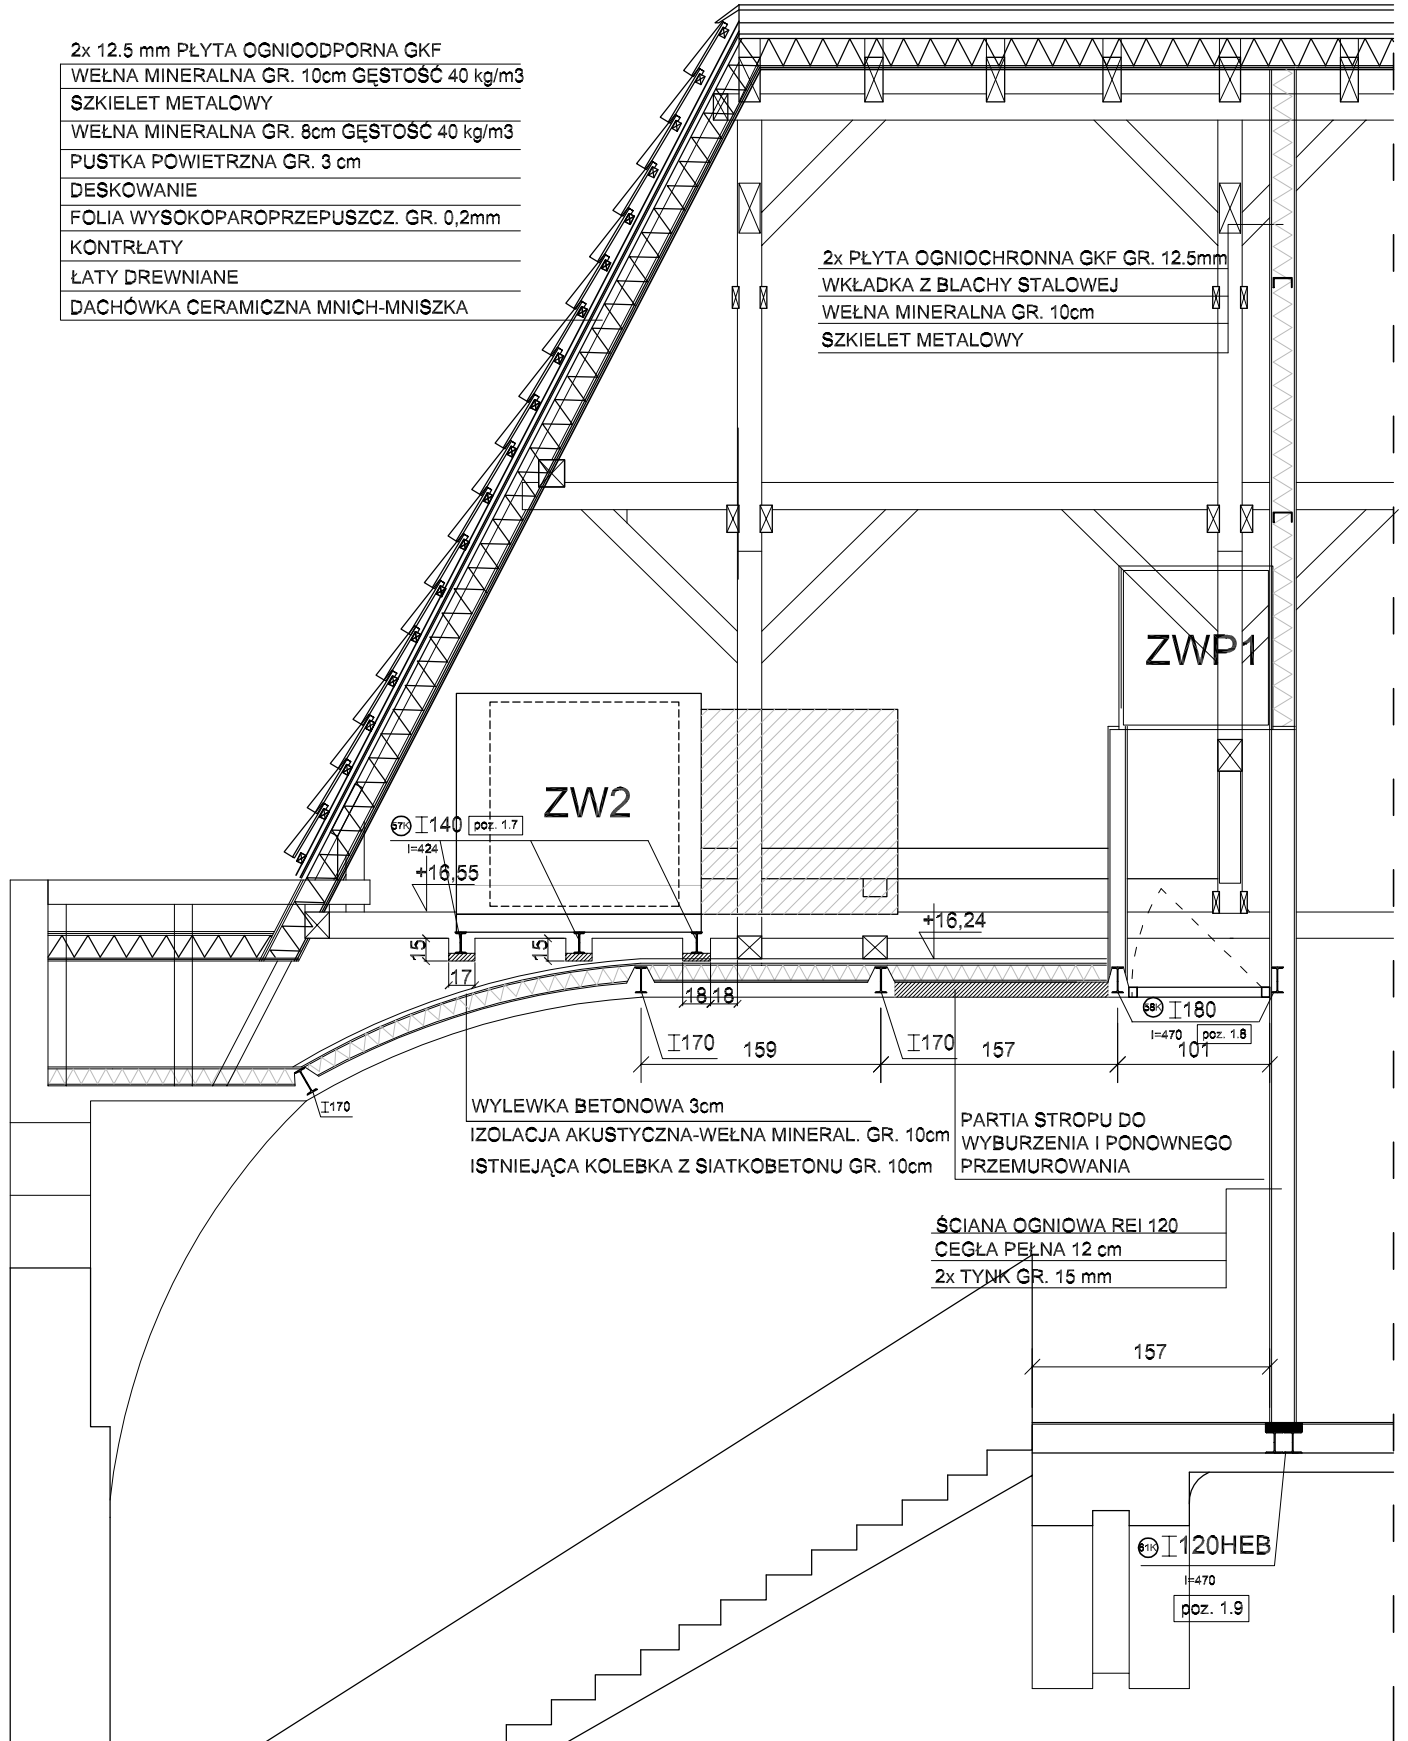 2x 12.5 mm PŁYTA OGNIOODPORNA GKF
WEŁNA MINERALNA GR. 10cm GĘSTOŚĆ 40 kg/m3
SZKIELET METALOWY
WEŁNA MINERALNA GR. 8cm GĘSTOŚĆ 40 kg/m3
PUSTKA POWIETRZNA GR. 3 cm
DESKOWANIE
FOLIA WYSOKOPAROPRZEPUSZCZ. GR. 0,2mm
KONTRŁATY
ŁATY DREWNIANE
DACHÓWKA CERAMICZNA MNICH-MNISZKA
2x PŁYTA OGNIOCHRONNA GKF GR. 12.5mm
WKŁADKA Z BLACHY STALOWEJ
WEŁNA MINERALNA GR. 10cm
SZKIELET METALOWY
ZWP1
ZW2
67K I140 poz. 1.7
l=424
+16,55
+16,24
15
15
17
18 18
68K I180
l=470 poz. 1.8
I170
159
I170
157
101
I170
WYLEWKA BETONOWA 3cm
IZOLACJA AKUSTYCZNA-WEŁNA MINERAL. GR. 10cm
ISTNIEJĄCA KOLEBKA Z SIATKOBETONU GR. 10cm
PARTIA STROPU DO
WYBURZENIA I PONOWNEGO
PRZEMUROWANIA
ŚCIANA OGNIOWA REI 120
CEGŁA PEŁNA 12 cm
2x TYNK GR. 15 mm
157
I120HEB
l=470
poz. 1.9